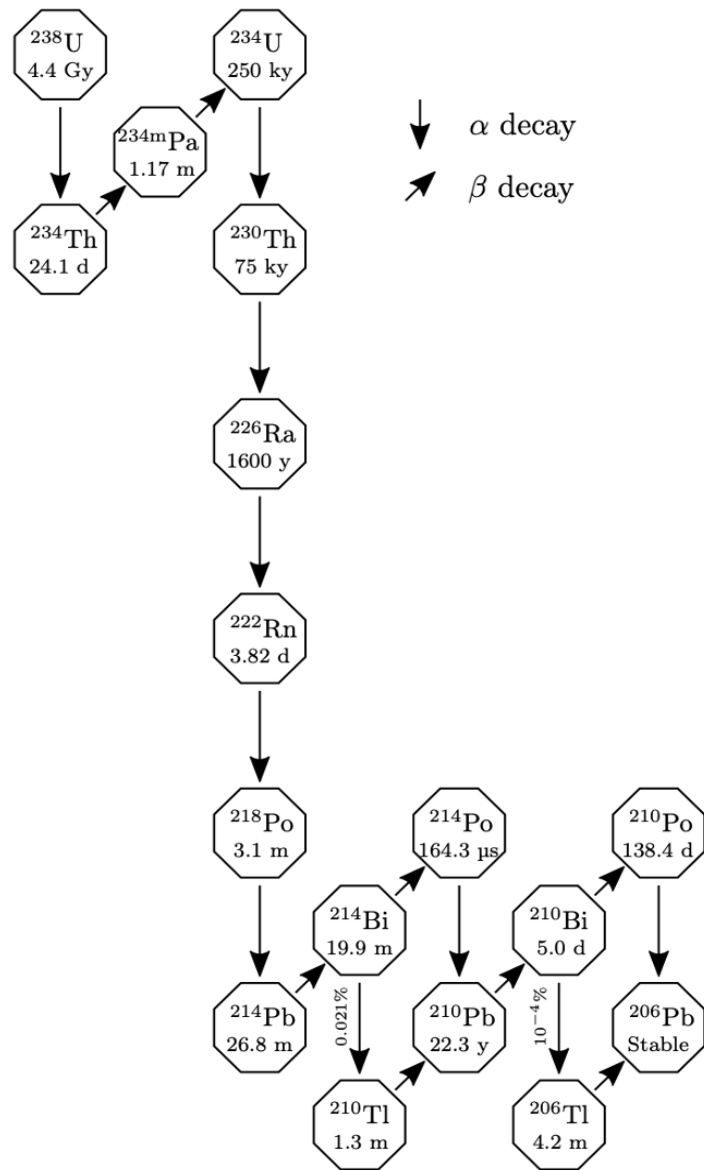 ²³⁸U
4.4 Gy
²³⁴U
250 ky
²³⁴ᵐPa
1.17 m
α decay
β decay
²³⁴Th
24.1 d
²³⁰Th
75 ky
²²⁶Ra
1600 y
²²²Rn
3.82 d
²¹⁸Po
3.1 m
²¹⁴Po
164.3 µs
²¹⁰Po
138.4 d
²¹⁴Bi
19.9 m
²¹⁰Bi
5.0 d
²¹⁴Pb
26.8 m
0.021%
²¹⁰Pb
22.3 y
10⁻⁴%
²⁰⁶Pb
Stable
²¹⁰Tl
1.3 m
²⁰⁶Tl
4.2 m